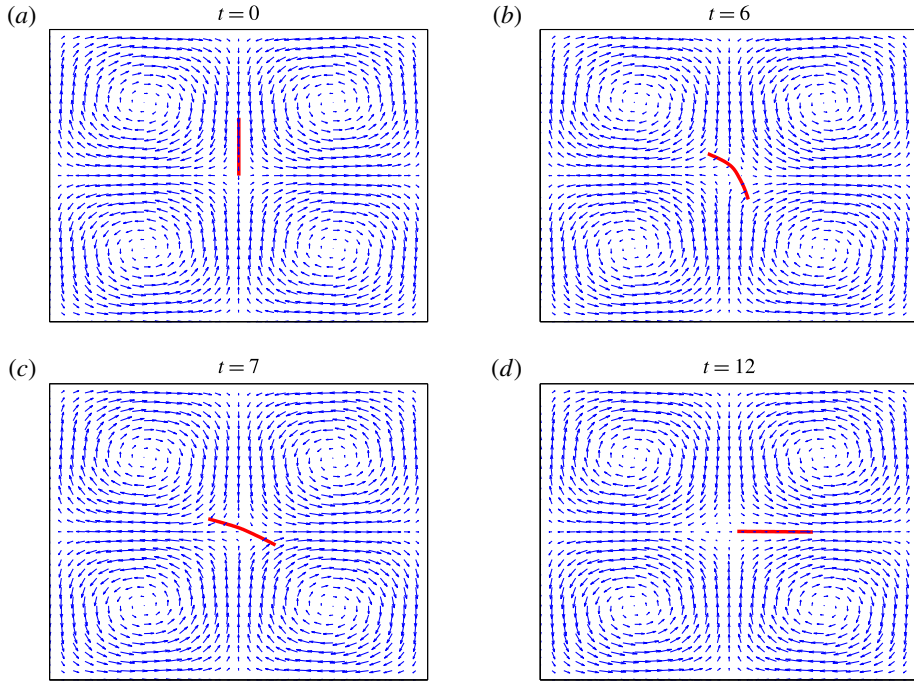 (a) t = 0
(b) t = 6
(c) t = 7
(d) t = 12